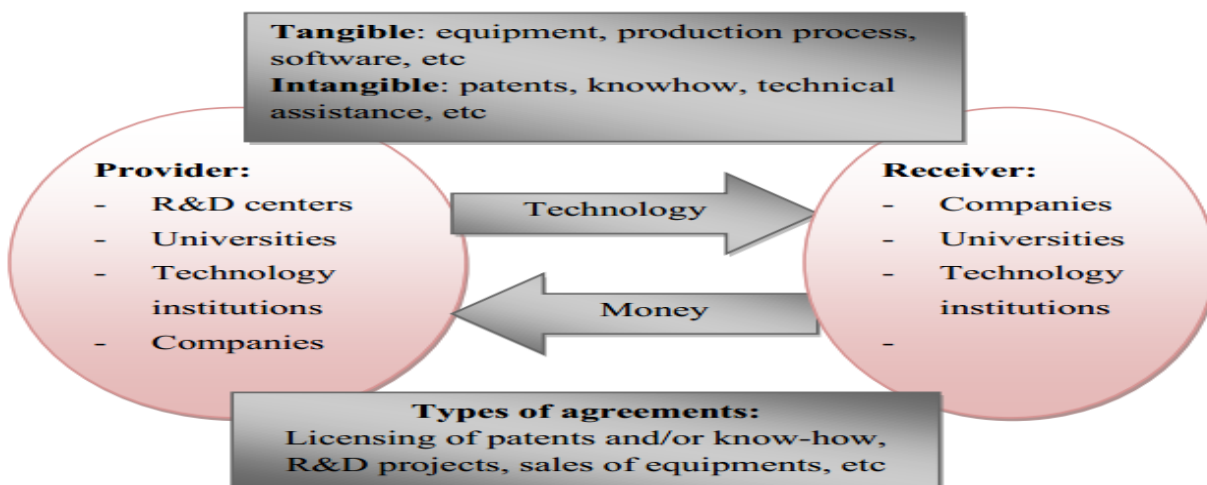 Tangible: equipment, production process,
software, etc
Intangible: patents, knowhow, technical
assistance, etc
Provider:
- R&D centers
- Universities
- Technology
institutions
- Companies
Technology
Money
Receiver:
- Companies
- Universities
- Technology
institutions
-
Types of agreements:
Licensing of patents and/or know-how,
R&D projects, sales of equipments, etc